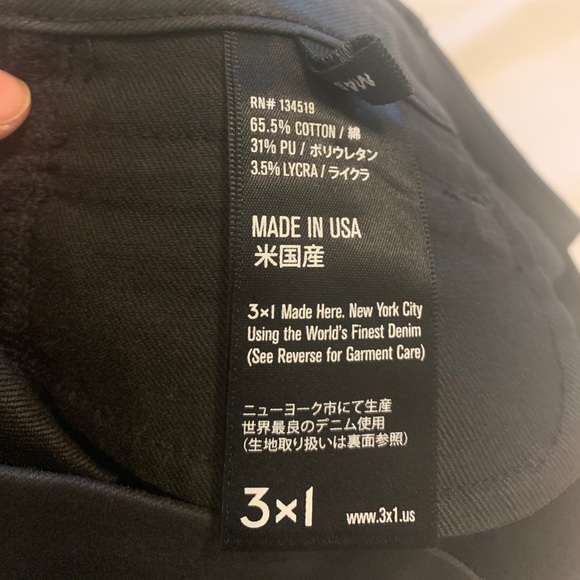 RN# 134519
65.5% COTTON / 綿
31% PU / ポリウレタン
3.5% LYCRA / ライクラ
MADE IN USA
米国産
3×1 Made Here. New York City
Using the World's Finest Denim
(See Reverse for Garment Care)
ニューヨーク市にて生産
世界最良のデニム使用
(生地取り扱いは裏面参照)
3×1 www.3x1.us